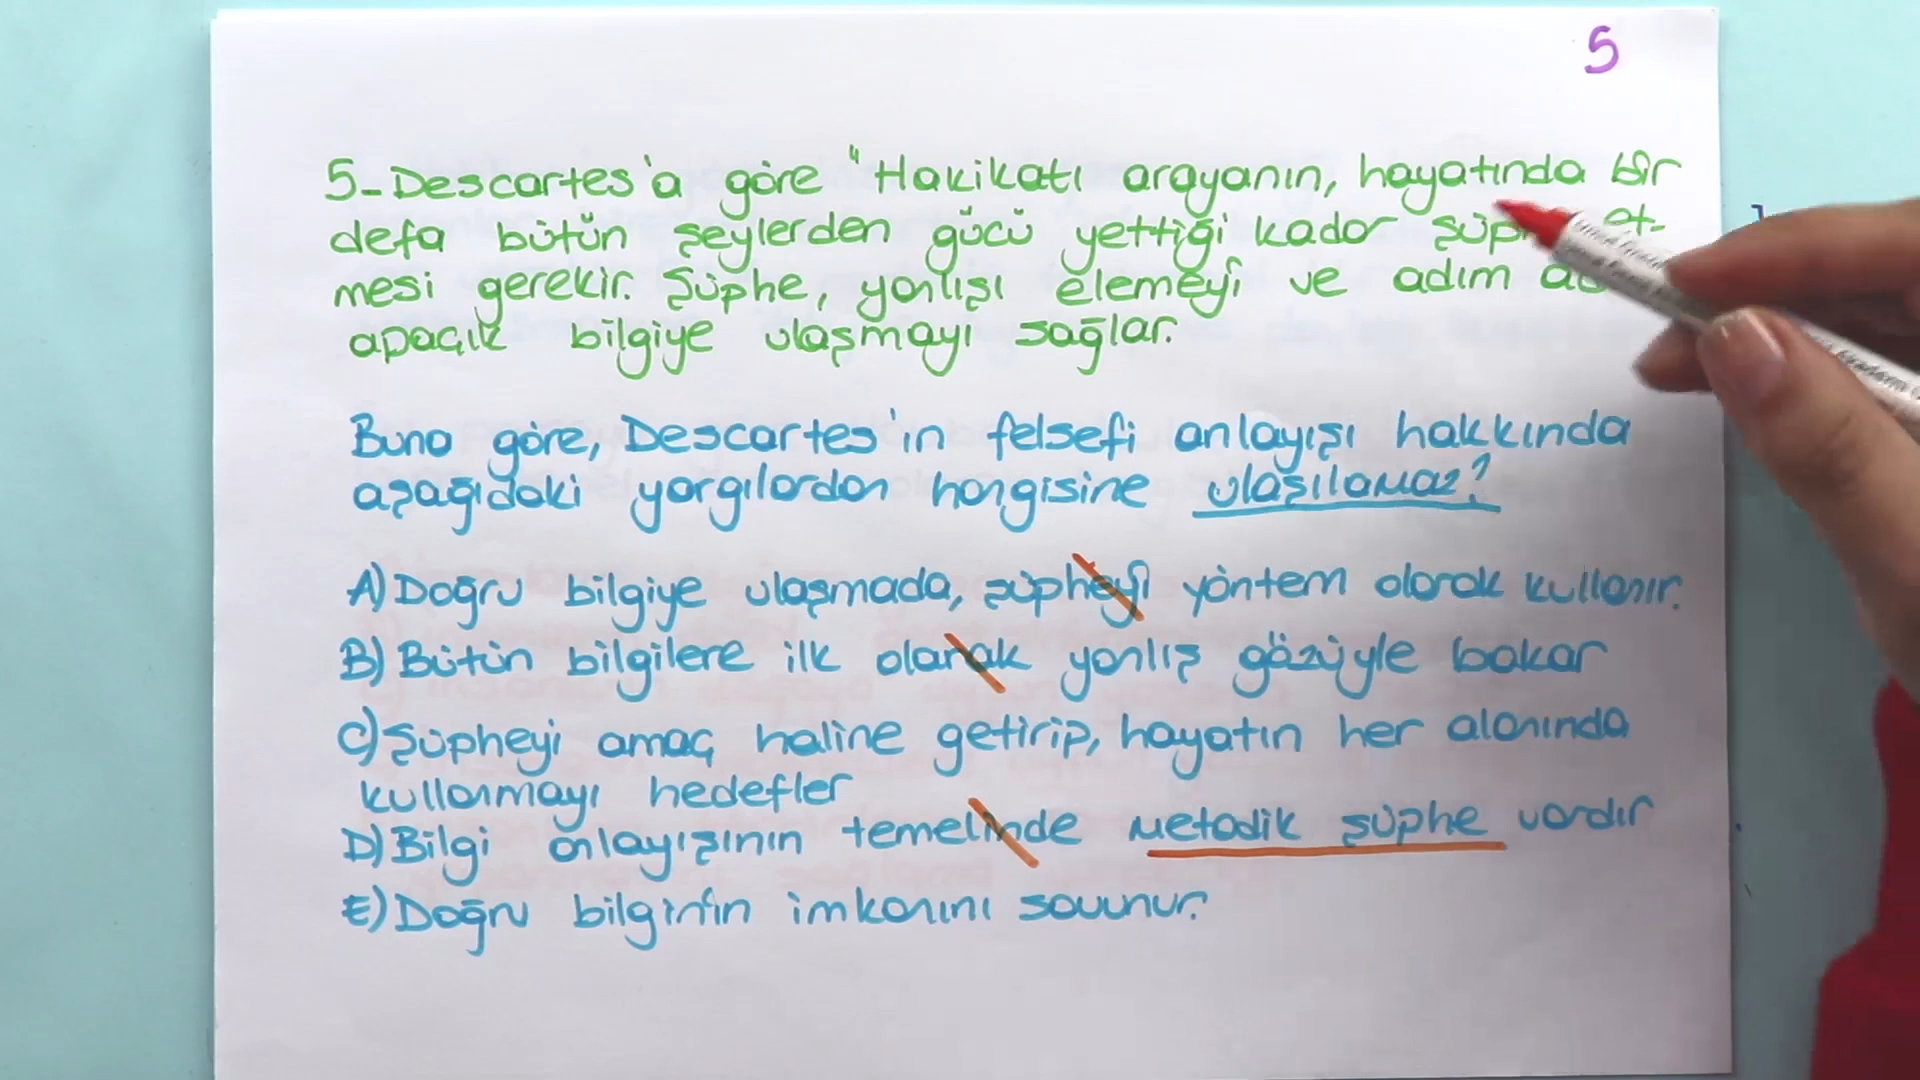 5
5- Descartes'a göre "Hakikatı arayanın, hayatında bir
defa bütün şeylerden gücü yettiği kadar et-
mesi gerekir. Şüphe, yanlışı elemeyi ve adım
apaçık bilgiye ulaşmayı sağlar.
Buna göre, Descartes'in felsefi anlayışı hakkında
aşağıdaki yargılardan hangisine ulaşılamaz?
A) Doğru bilgiye ulaşmada, şüpheyi yöntem olarak kullanır.
B) Bütün bilgilere ilk olarak yanlış gözüyle bakar
C) Şüpheyi amaç haline getirip, hayatın her alanında
kullanmayı hedefler
D) Bilgi anlayışının temelinde metodik şüphe vardır
E) Doğru bilginin imkanını savunur.